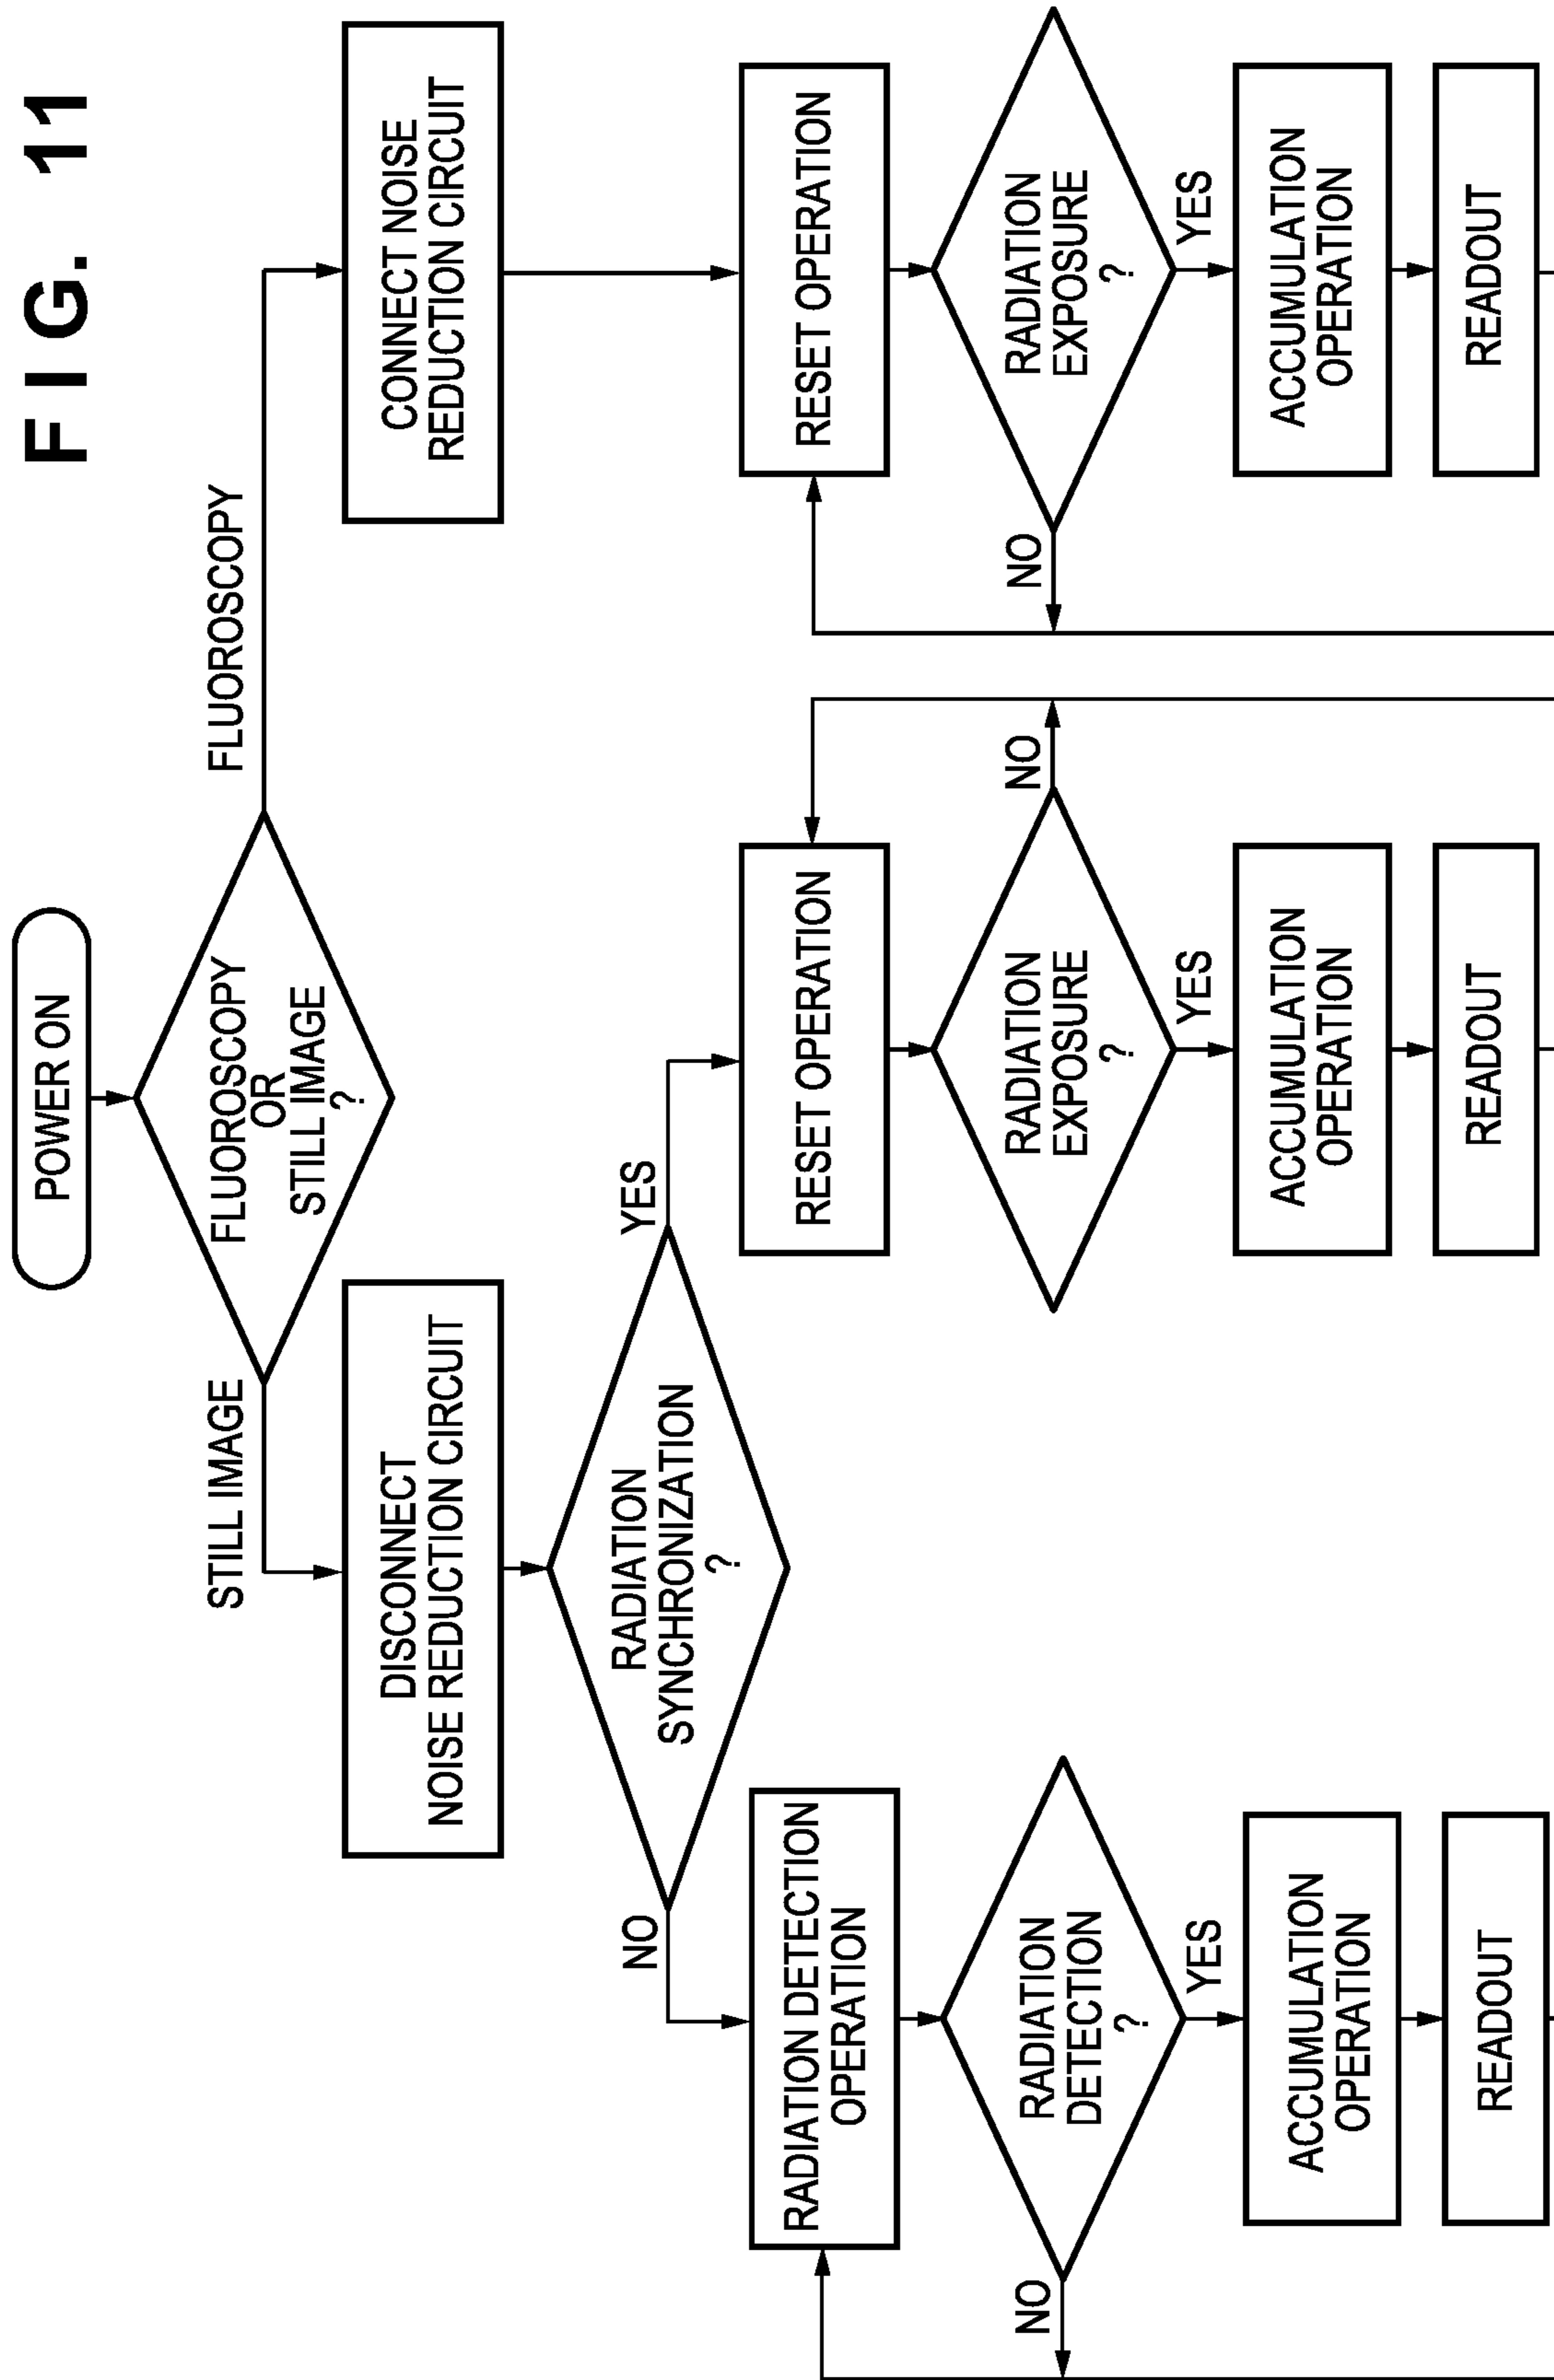 FIG. 11
POWER ON
FLUOROSCOPY
OR
STILL IMAGE
?
STILL IMAGE
FLUOROSCOPY
DISCONNECT
NOISE REDUCTION CIRCUIT
CONNECT NOISE
REDUCTION CIRCUIT
RADIATION
SYNCHRONIZATION
?
NO
YES
RADIATION DETECTION
OPERATION
RESET OPERATION
RESET OPERATION
RADIATION
DETECTION
?
NO
YES
RADIATION
EXPOSURE
?
NO
YES
RADIATION
EXPOSURE
?
NO
YES
ACCUMULATION
OPERATION
ACCUMULATION
OPERATION
ACCUMULATION
OPERATION
READOUT
READOUT
READOUT